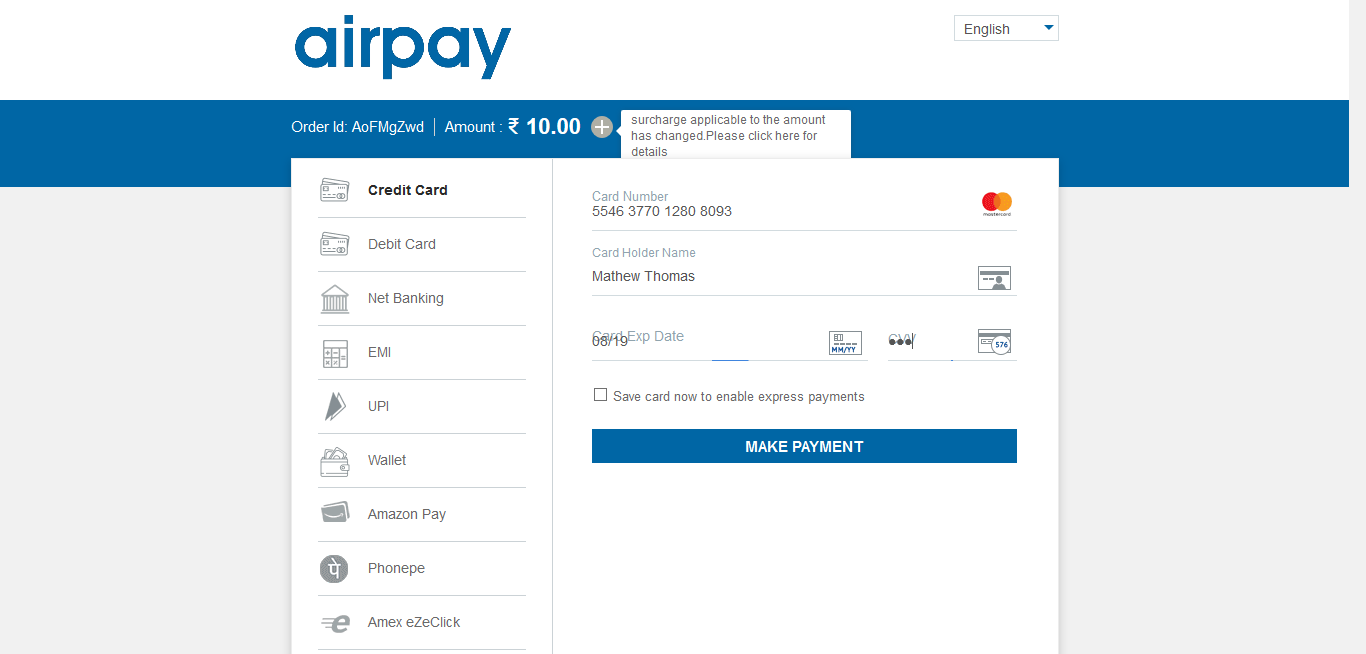 airpay
English
Order Id: AoFMgZwd | Amount : ₹ 10.00
surcharge applicable to the amount
has changed.Please click here for
details
Credit Card
Debit Card
Net Banking
EMI
UPI
Wallet
Amazon Pay
Phonepe
Amex eZeClick
Card Number
5546 3770 1280 8093
mastercard
Card Holder Name
Mathew Thomas
Card Exp Date
08/19
MM/YY
CVV
•••
576
Save card now to enable express payments
MAKE PAYMENT